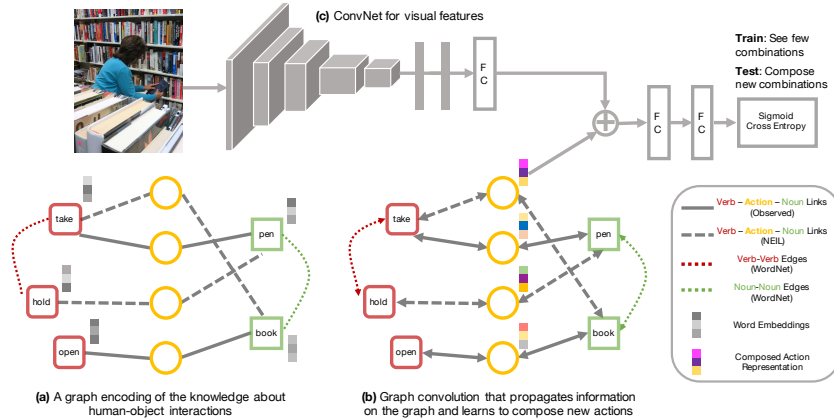 (c) ConvNet for visual features
F
C
Train: See few
combinations
Test: Compose
new combinations
F
C
F
C
Sigmoid
Cross Entropy
take
hold
open
pen
book
(a) A graph encoding of the knowledge about
human-object interactions
take
hold
open
pen
book
(b) Graph convolution that propagates information
on the graph and learns to compose new actions
Verb – Action – Noun Links
(Observed)
Verb – Action – Noun Links
(NEIL)
Verb-Verb Edges
(WordNet)
Noun-Noun Edges
(WordNet)
Word Embeddings
Composed Action
Representation